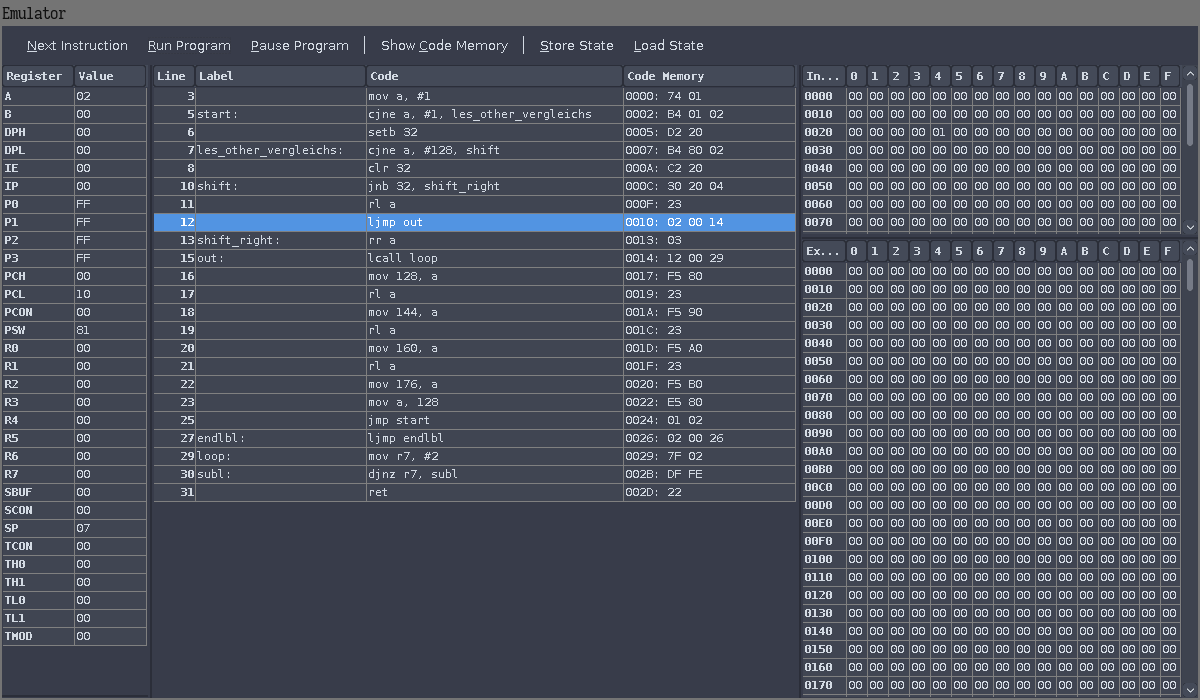 Emulator
Next Instruction Run Program Pause Program Show Code Memory Store State Load State
Register Value
A 02
B 00
DPH 00
DPL 00
IE 00
IP 00
P0 FF
P1 FF
P2 FF
P3 FF
PCH 00
PCL 10
PCON 00
PSW 81
R0 00
R1 00
R2 00
R3 00
R4 00
R5 00
R6 00
R7 00
SBUF 00
SCON 00
SP 07
TCON 00
TH0 00
TH1 00
TL0 00
TL1 00
TMOD 00
Line Label Code Code Memory
3 mov a, #1 0000: 74 01
5 start: cjne a, #1, les_other_vergleichs 0002: B4 01 02
6 setb 32 0005: D2 20
7 les_other_vergleichs: cjne a, #128, shift 0007: B4 80 02
8 clr 32 000A: C2 20
10 shift: jnb 32, shift_right 000C: 30 20 04
11 rl a 000F: 23
12 ljmp out 0010: 02 00 14
13 shift_right: rr a 0013: 03
15 out: lcall loop 0014: 12 00 29
16 mov 128, a 0017: F5 80
17 rl a 0019: 23
18 mov 144, a 001A: F5 90
19 rl a 001C: 23
20 mov 160, a 001D: F5 A0
21 rl a 001F: 23
22 mov 176, a 0020: F5 B0
23 mov a, 128 0022: E5 80
25 jmp start 0024: 01 02
27 endlbl: ljmp endlbl 0026: 02 00 26
29 loop: mov r7, #2 0029: 7F 02
30 subl: djnz r7, subl 002B: DF FE
31 ret 002D: 22
In... 0 1 2 3 4 5 6 7 8 9 A B C D E F
0000 00 00 00 00 00 00 00 00 00 00 00 00 00 00 00 00
0010 00 00 00 00 00 00 00 00 00 00 00 00 00 00 00 00
0020 00 00 00 00 01 00 00 00 00 00 00 00 00 00 00 00
0030 00 00 00 00 00 00 00 00 00 00 00 00 00 00 00 00
0040 00 00 00 00 00 00 00 00 00 00 00 00 00 00 00 00
0050 00 00 00 00 00 00 00 00 00 00 00 00 00 00 00 00
0060 00 00 00 00 00 00 00 00 00 00 00 00 00 00 00 00
0070 00 00 00 00 00 00 00 00 00 00 00 00 00 00 00 00
Ex... 0 1 2 3 4 5 6 7 8 9 A B C D E F
0000 00 00 00 00 00 00 00 00 00 00 00 00 00 00 00 00
0010 00 00 00 00 00 00 00 00 00 00 00 00 00 00 00 00
0020 00 00 00 00 00 00 00 00 00 00 00 00 00 00 00 00
0030 00 00 00 00 00 00 00 00 00 00 00 00 00 00 00 00
0040 00 00 00 00 00 00 00 00 00 00 00 00 00 00 00 00
0050 00 00 00 00 00 00 00 00 00 00 00 00 00 00 00 00
0060 00 00 00 00 00 00 00 00 00 00 00 00 00 00 00 00
0070 00 00 00 00 00 00 00 00 00 00 00 00 00 00 00 00
0080 00 00 00 00 00 00 00 00 00 00 00 00 00 00 00 00
0090 00 00 00 00 00 00 00 00 00 00 00 00 00 00 00 00
00A0 00 00 00 00 00 00 00 00 00 00 00 00 00 00 00 00
00B0 00 00 00 00 00 00 00 00 00 00 00 00 00 00 00 00
00C0 00 00 00 00 00 00 00 00 00 00 00 00 00 00 00 00
00D0 00 00 00 00 00 00 00 00 00 00 00 00 00 00 00 00
00E0 00 00 00 00 00 00 00 00 00 00 00 00 00 00 00 00
00F0 00 00 00 00 00 00 00 00 00 00 00 00 00 00 00 00
0100 00 00 00 00 00 00 00 00 00 00 00 00 00 00 00 00
0110 00 00 00 00 00 00 00 00 00 00 00 00 00 00 00 00
0120 00 00 00 00 00 00 00 00 00 00 00 00 00 00 00 00
0130 00 00 00 00 00 00 00 00 00 00 00 00 00 00 00 00
0140 00 00 00 00 00 00 00 00 00 00 00 00 00 00 00 00
0150 00 00 00 00 00 00 00 00 00 00 00 00 00 00 00 00
0160 00 00 00 00 00 00 00 00 00 00 00 00 00 00 00 00
0170 00 00 00 00 00 00 00 00 00 00 00 00 00 00 00 00